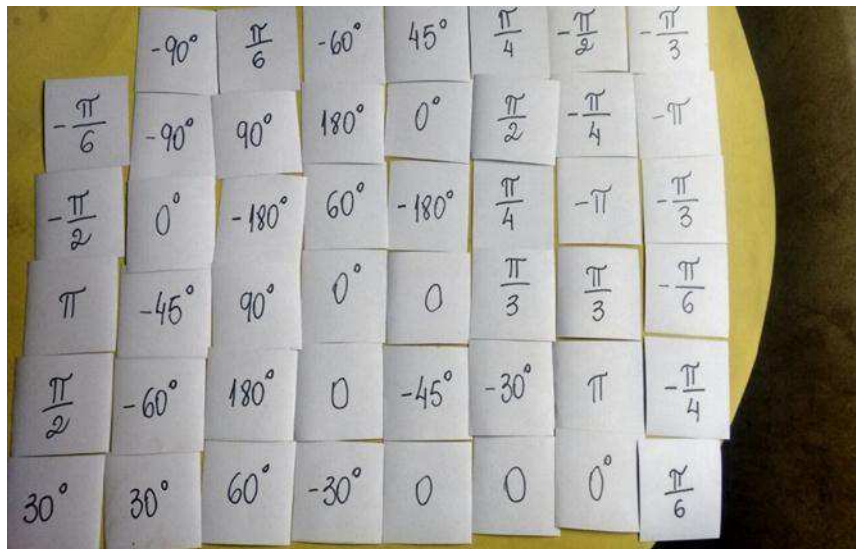 -90° π/6 -60° 45° π/4 -π/2 -π/3
-π/6 -90° 90° 180° 0° π/2 -π/4 -π
-π/2 0° -180° 60° -180° π/4 -π -π/3
π -45° 90° 0° 0 π/3 π/3 -π/6
π/2 -60° 180° 0 -45° -30° π -π/4
30° 30° 60° -30° 0 0 0° π/6